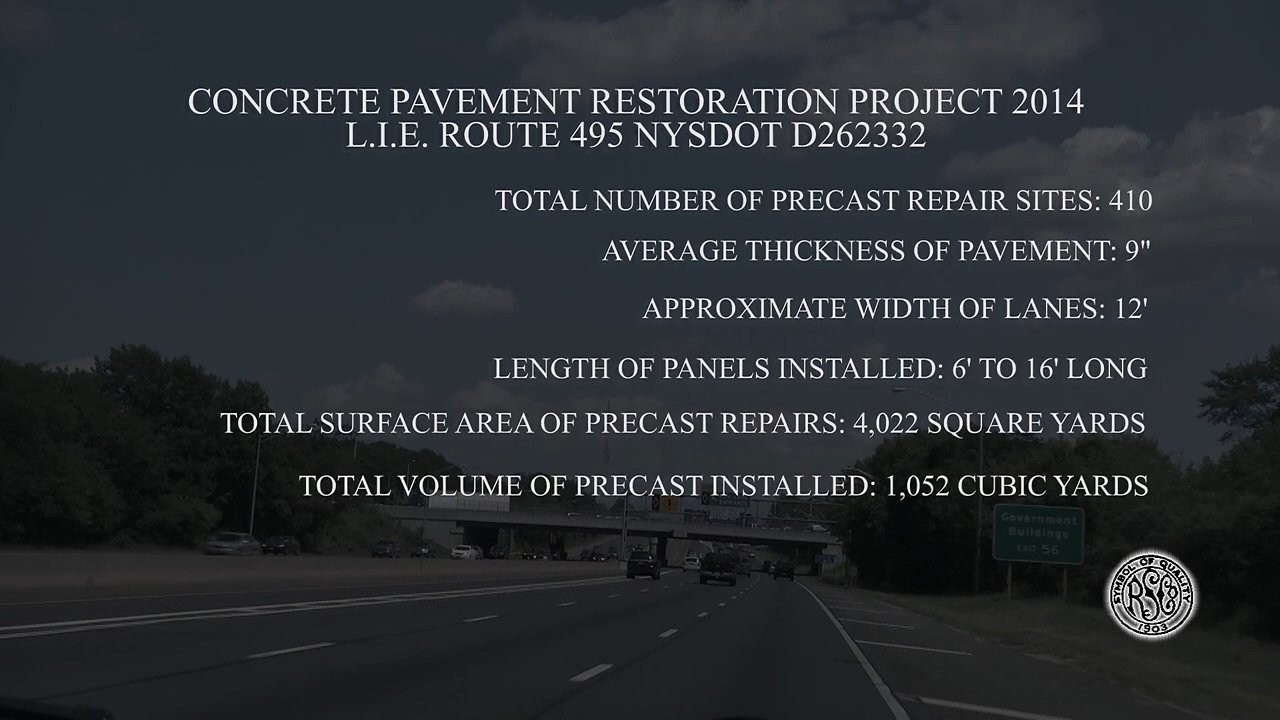 CONCRETE PAVEMENT RESTORATION PROJECT 2014
L.I.E. ROUTE 495 NYSDOT D262332
TOTAL NUMBER OF PRECAST REPAIR SITES: 410
AVERAGE THICKNESS OF PAVEMENT: 9"
APPROXIMATE WIDTH OF LANES: 12'
LENGTH OF PANELS INSTALLED: 6' TO 16' LONG
TOTAL SURFACE AREA OF PRECAST REPAIRS: 4,022 SQUARE YARDS
TOTAL VOLUME OF PRECAST INSTALLED: 1,052 CUBIC YARDS
Government
Buildings
EXIT 56
SYMBOL OF QUALITY
1903